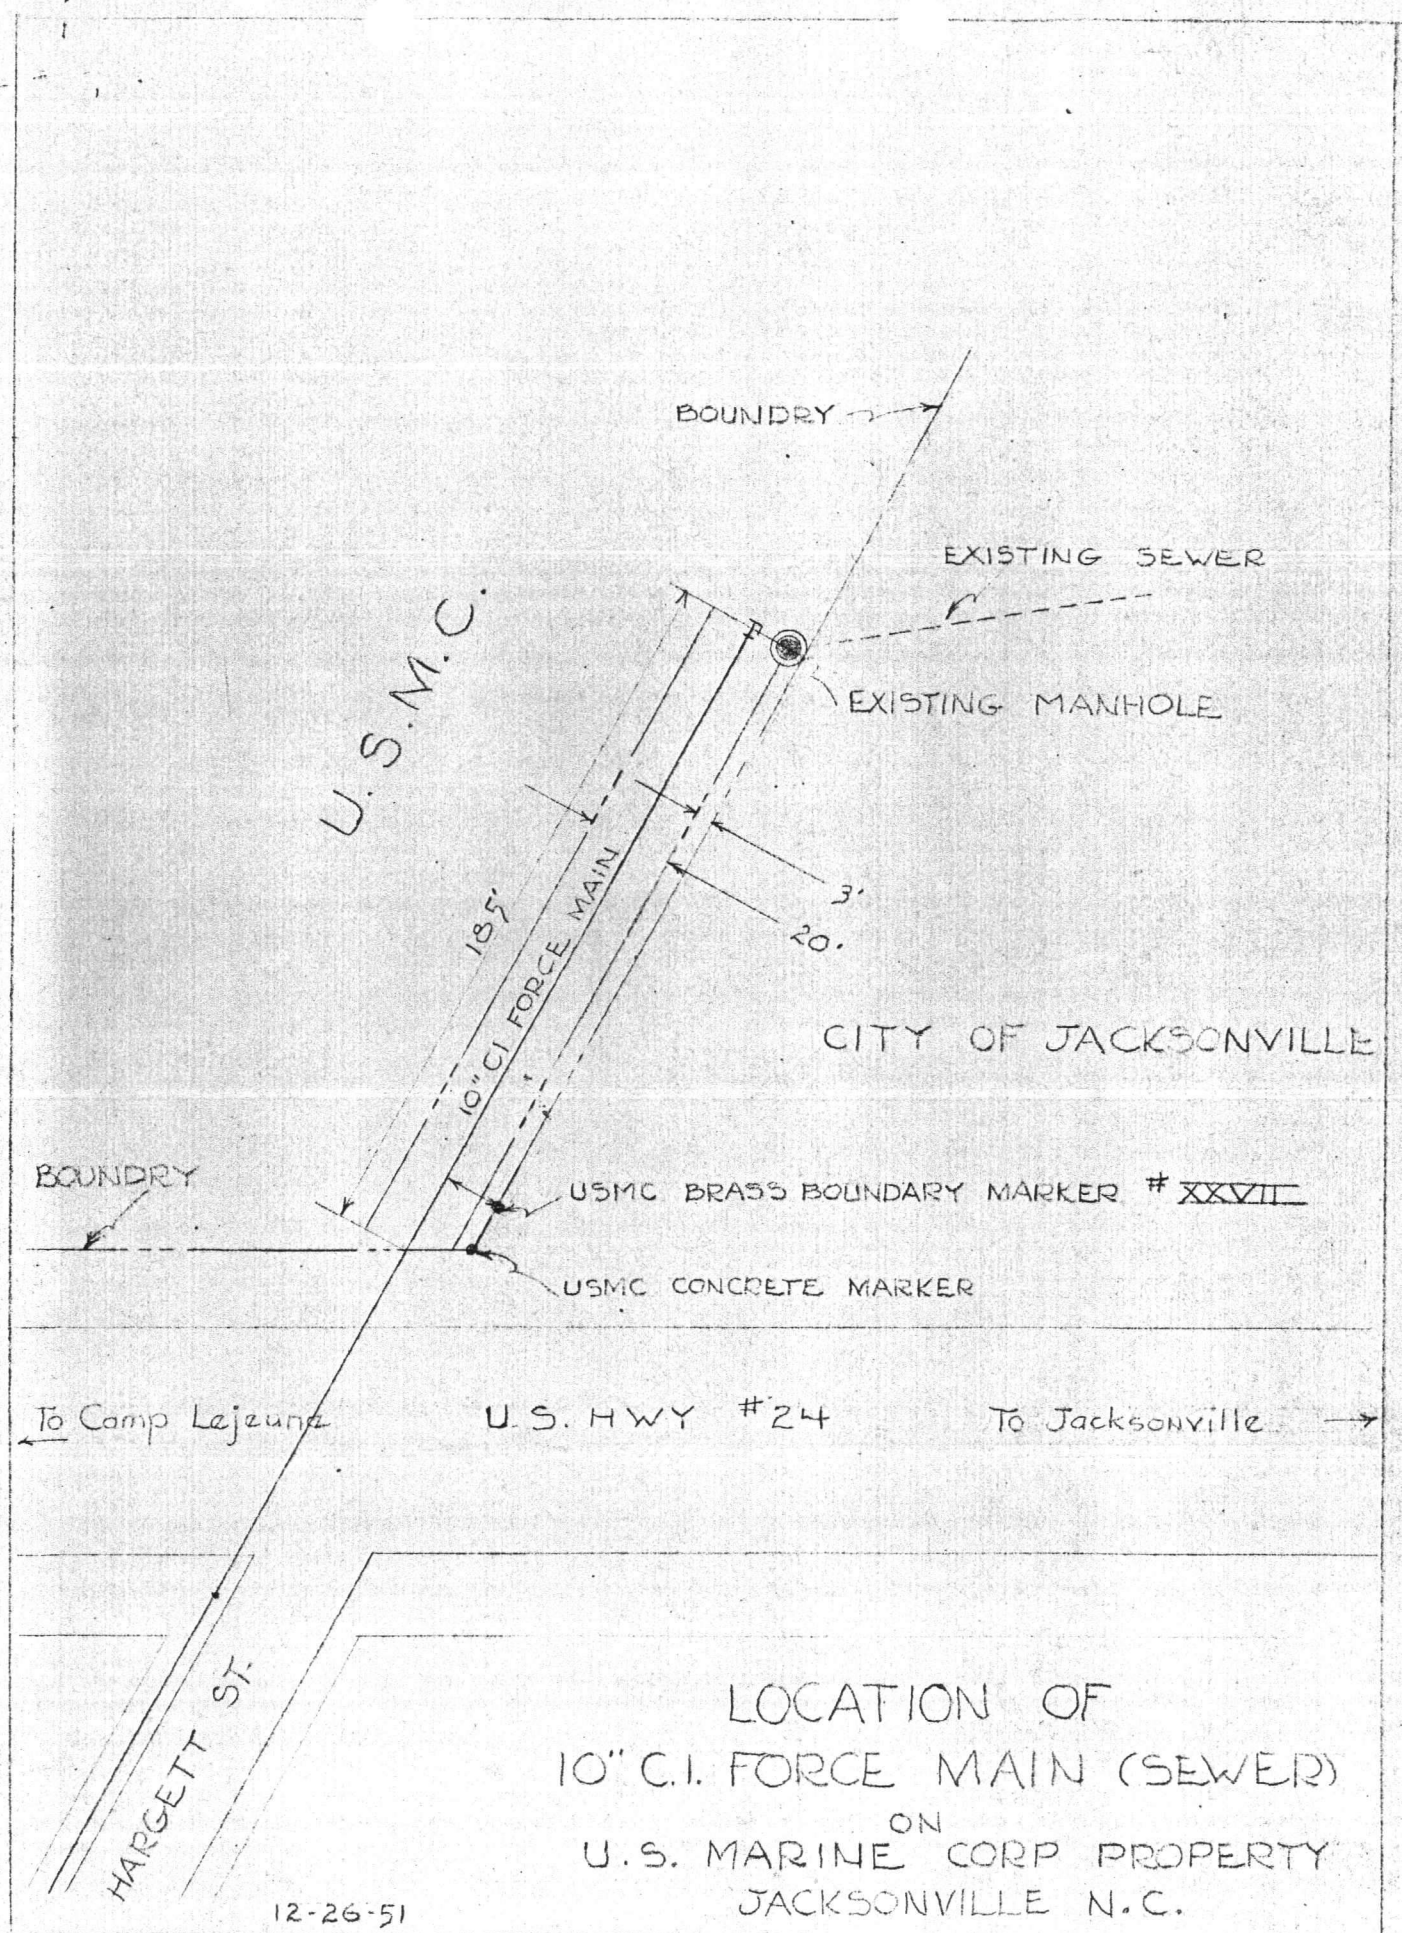 BOUNDRY
EXISTING SEWER
U.S.M.C.
EXISTING MANHOLE
3'
20'
185'
10" CI FORCE MAIN
CITY OF JACKSONVILLE
BOUNDRY
USMC BRASS BOUNDARY MARKER # XXVII
USMC CONCRETE MARKER
To Camp Lejeune
U.S. HWY #24
To Jacksonville
HARGETT ST.
LOCATION OF
10" C.I. FORCE MAIN (SEWER)
ON
U.S. MARINE CORP PROPERTY
JACKSONVILLE N.C.
12-26-51